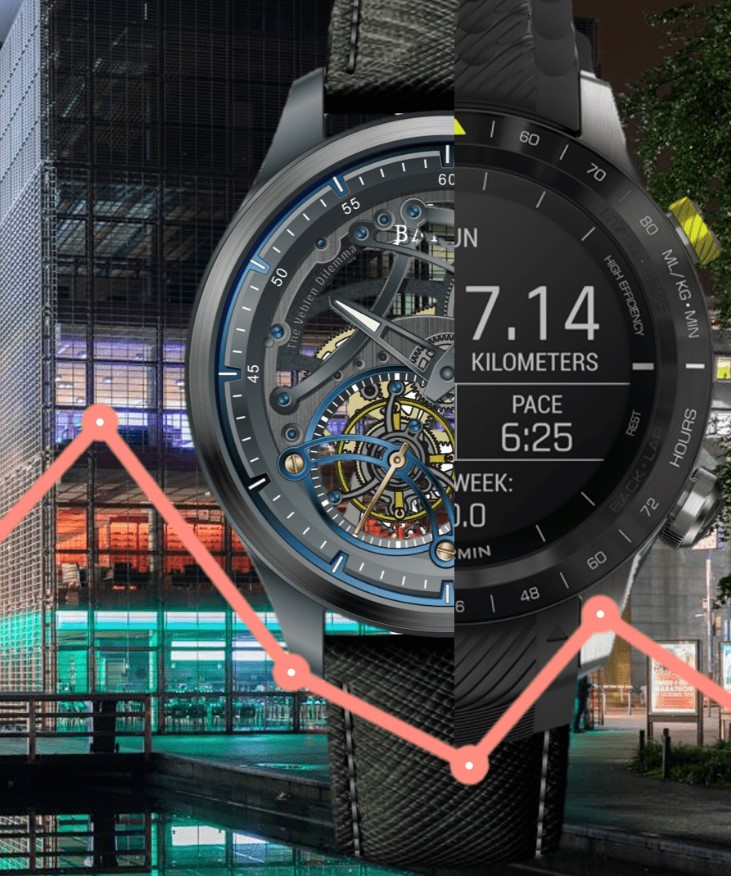 60
55
50
45
The Veblen Dilemma
60
70
80
ML/KG•MIN
HIGH EFFICIENCY
7.14
KILOMETERS
PACE
6:25
REST
WEEK:
.0
MIN
HOURS
BACK•LAP
72
60
48
MARATHON